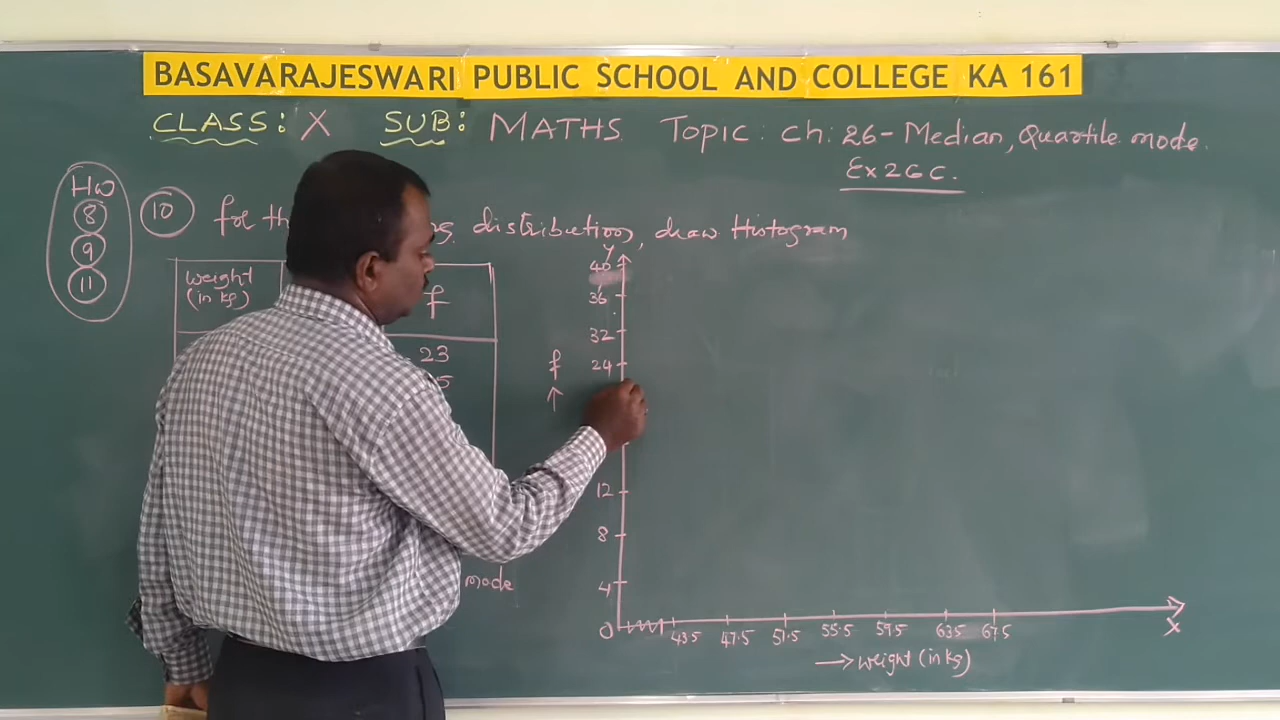 BASAVARAJESWARI PUBLIC SCHOOL AND COLLEGE KA 161
CLASS: X SUB: MATHS Topic: Ch: 26- Median, Quartile mode.
Ex 26C.
HW
8
9
11
10 for distribution, draw Histogram
weight
(in kg)
f
23
mode
y
40
36
32
24
12
8
4
0
f
↑
43.5 47.5 51.5 55.5 59.5 63.5 67.5
X
→ weight (in kg)